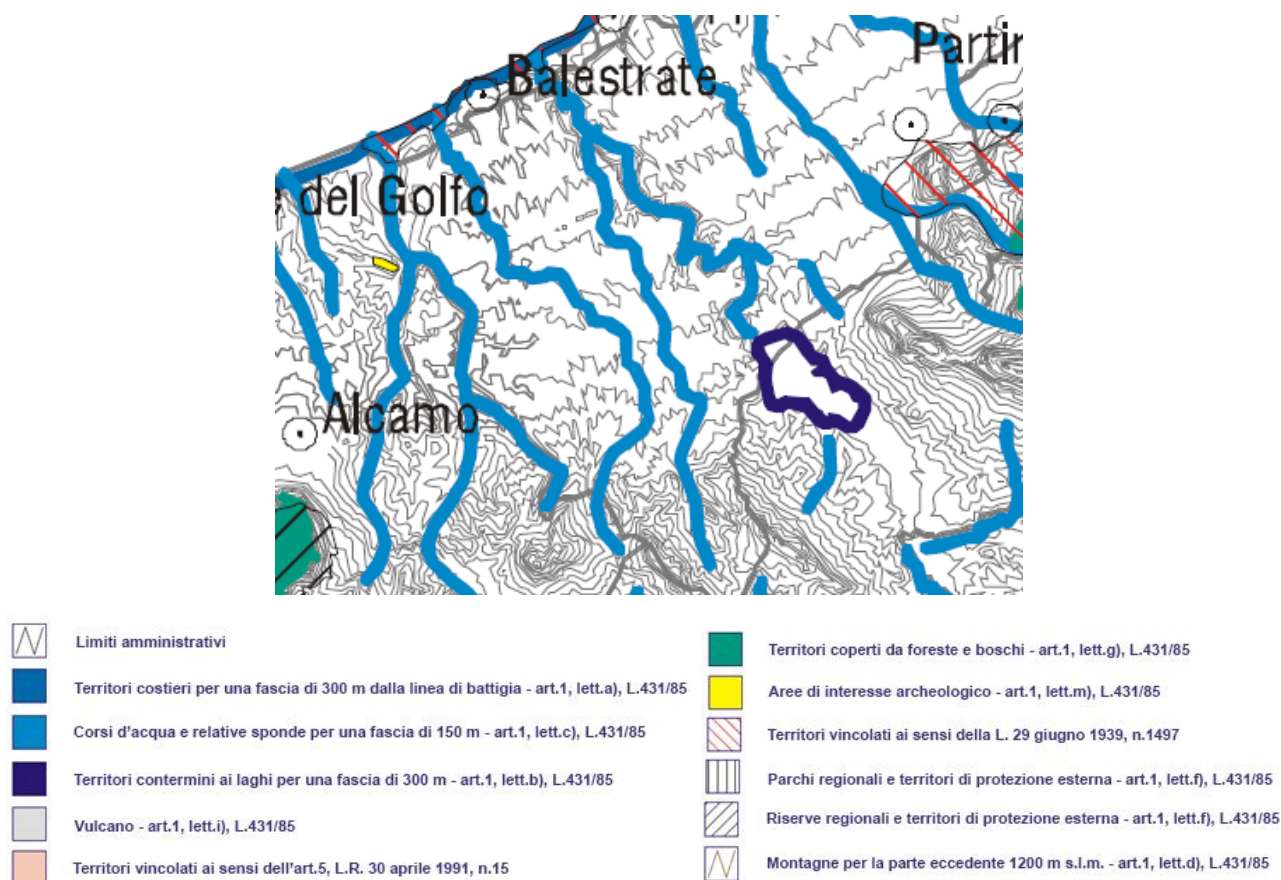 Partin
Balestrate
e del Golfo
Alcamo
Limiti amministrativi
Territori costieri per una fascia di 300 m dalla linea di battigia - art.1, lett.a), L.431/85
Corsi d'acqua e relative sponde per una fascia di 150 m - art.1, lett.c), L.431/85
Territori contermini ai laghi per una fascia di 300 m - art.1, lett.b), L.431/85
Vulcano - art.1, lett.i), L.431/85
Territori vincolati ai sensi dell'art.5, L.R. 30 aprile 1991, n.15
Territori coperti da foreste e boschi - art.1, lett.g), L.431/85
Aree di interesse archeologico - art.1, lett.m), L.431/85
Territori vincolati ai sensi della L. 29 giugno 1939, n.1497
Parchi regionali e territori di protezione esterna - art.1, lett.f), L.431/85
Riserve regionali e territori di protezione esterna - art.1, lett.f), L.431/85
Montagne per la parte eccedente 1200 m s.l.m. - art.1, lett.d), L.431/85